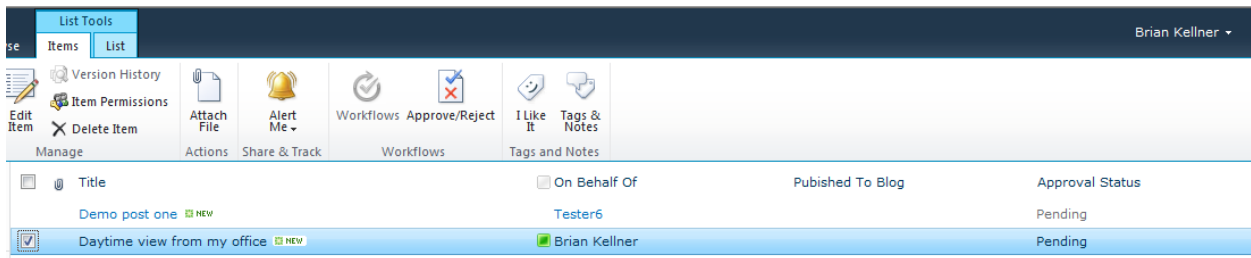 List Tools
Brian Kellner
se Items List
Version History
Item Permissions
Delete Item
Edit Item
Attach File
Alert Me
Workflows Approve/Reject
I Like It
Tags & Notes
Manage Actions Share & Track Workflows Tags and Notes
Title On Behalf Of Pubished To Blog Approval Status
Demo post one NEW Tester6 Pending
Daytime view from my office NEW Brian Kellner Pending